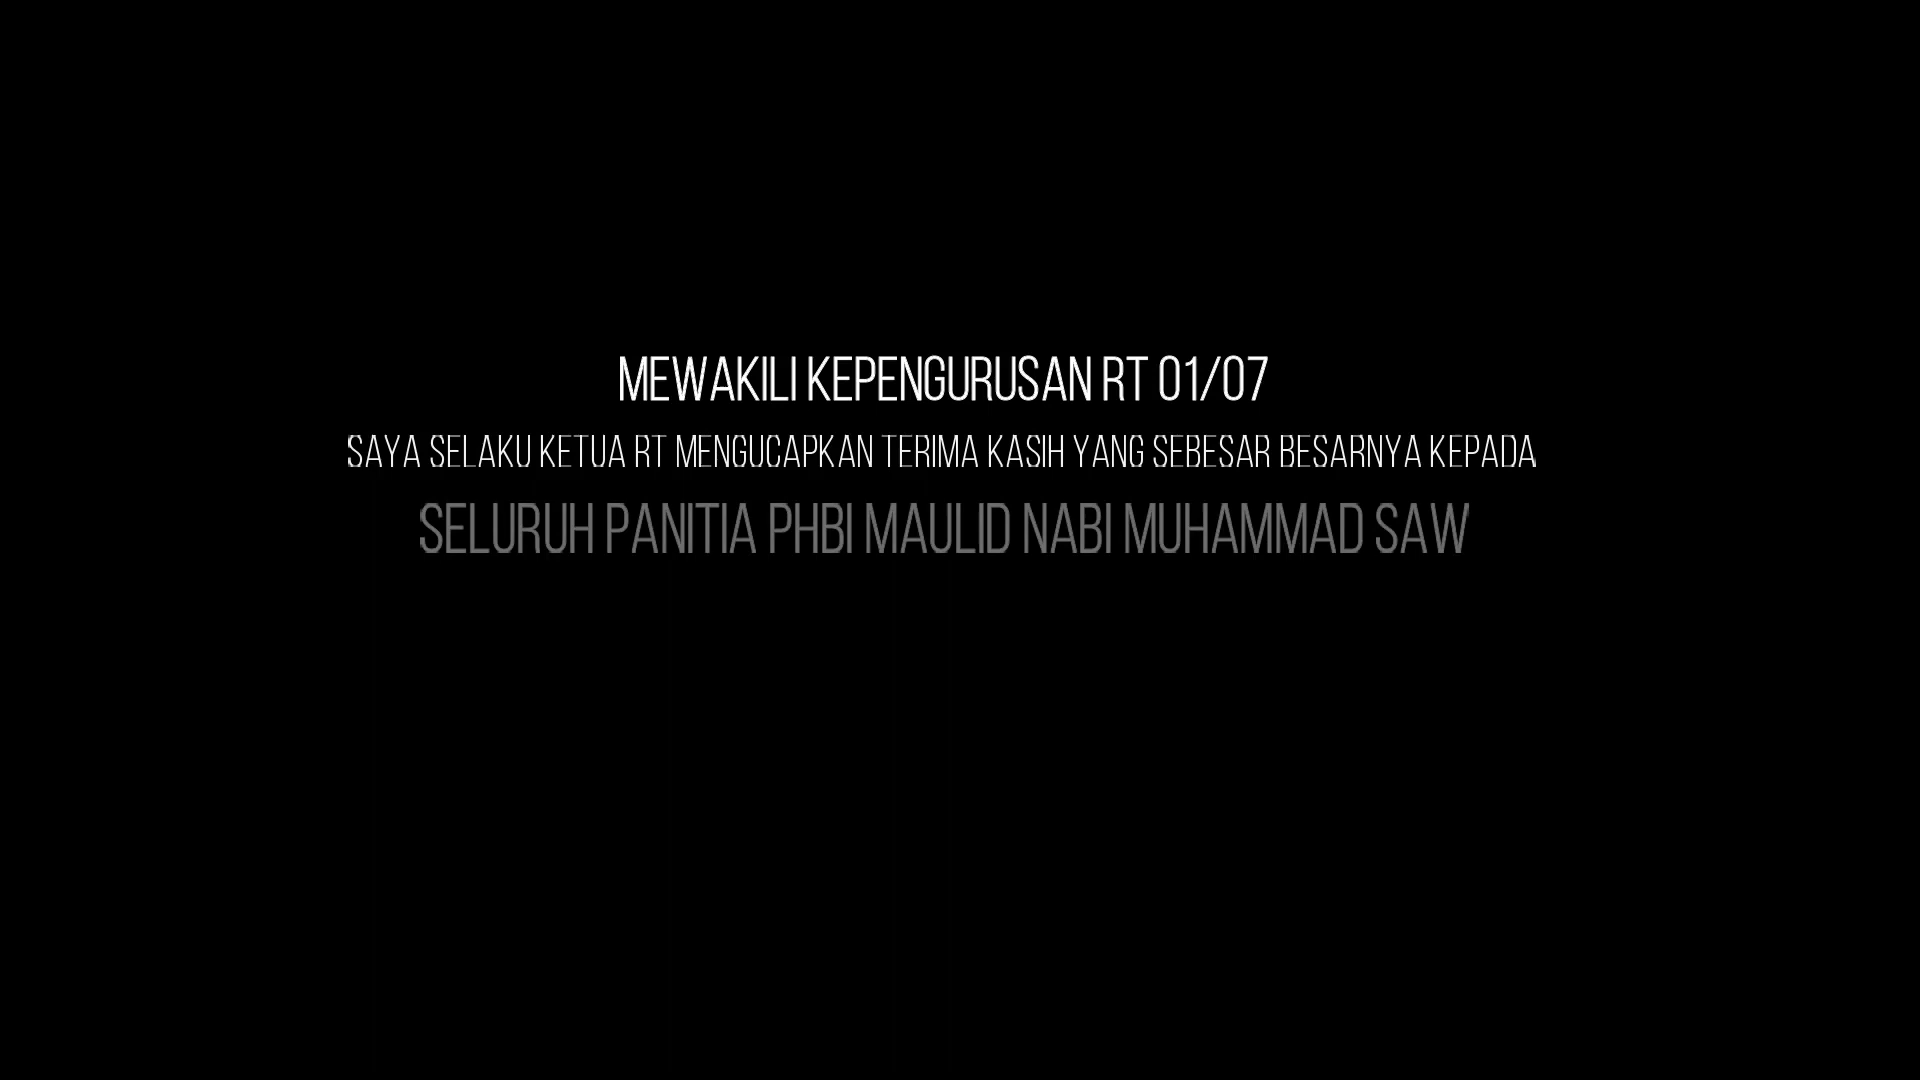 MEWAKILI KEPENGURUSAN RT 01/07
SAYA SELAKU KETUA RT MENGUCAPKAN TERIMA KASIH YANG SEBESAR BESARNYA KEPADA
SELURUH PANITIA PHBI MAULID NABI MUHAMMAD SAW